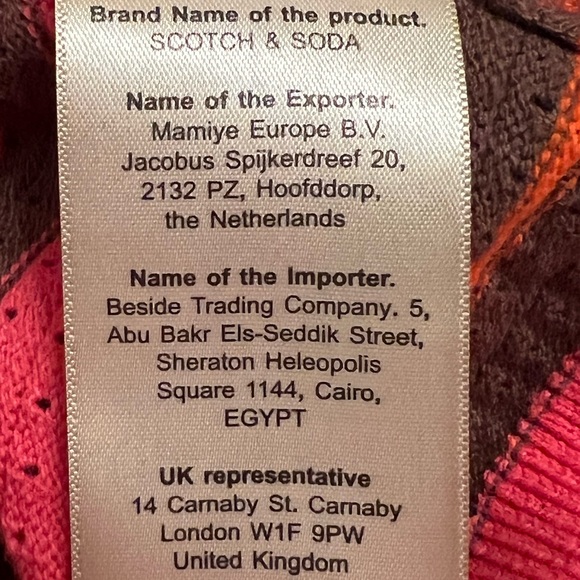 Brand Name of the product.
SCOTCH & SODA
Name of the Exporter.
Mamiye Europe B.V.
Jacobus Spijkerdreef 20,
2132 PZ, Hoofddorp,
the Netherlands
Name of the Importer.
Beside Trading Company. 5,
Abu Bakr Els-Seddik Street,
Sheraton Heleopolis
Square 1144, Cairo,
EGYPT
UK representative
14 Carnaby St. Carnaby
London W1F 9PW
United Kingdom